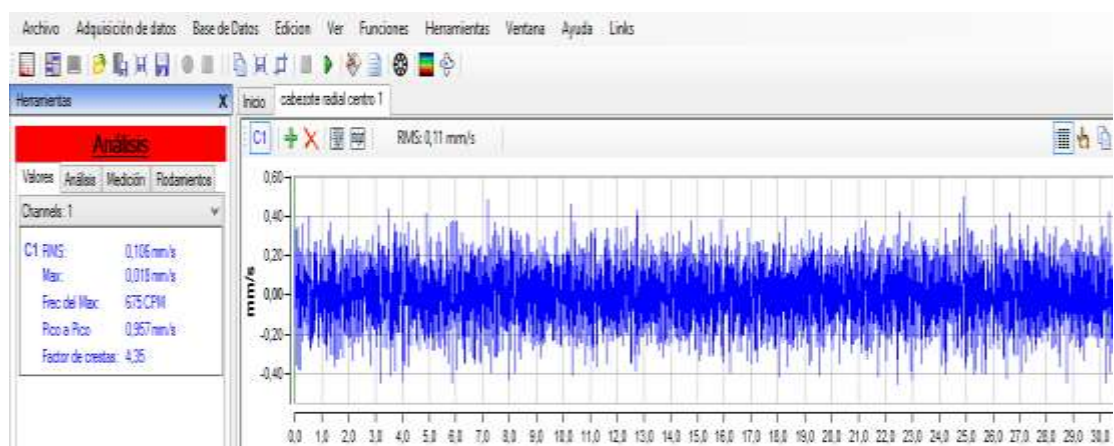 Archivo Adquisición de datos Base de Datos Edicion Ver Funciones Herramientas Ventana Ayuda Links
Herramientas X
Inicio cabezote radial centro 1
Análisis
C1 RMS: 0,11 mm/s
Valores Análisis Medición Rodamientos
Channels: 1
C1 RMS: 0,106 mm/s
Max: 0,018 mm/s
Frec del Max: 675 CPM
Pico a Pico 0,957 mm/s
Factor de crestas: 4,35
mm/s
0,60
0,40
0,20
0,00
-0,20
-0,40
0,0 1,0 2,0 3,0 4,0 5,0 6,0 7,0 8,0 9,0 10,0 11,0 12,0 13,0 14,0 15,0 16,0 17,0 18,0 19,0 20,0 21,0 22,0 23,0 24,0 25,0 26,0 27,0 28,0 29,0